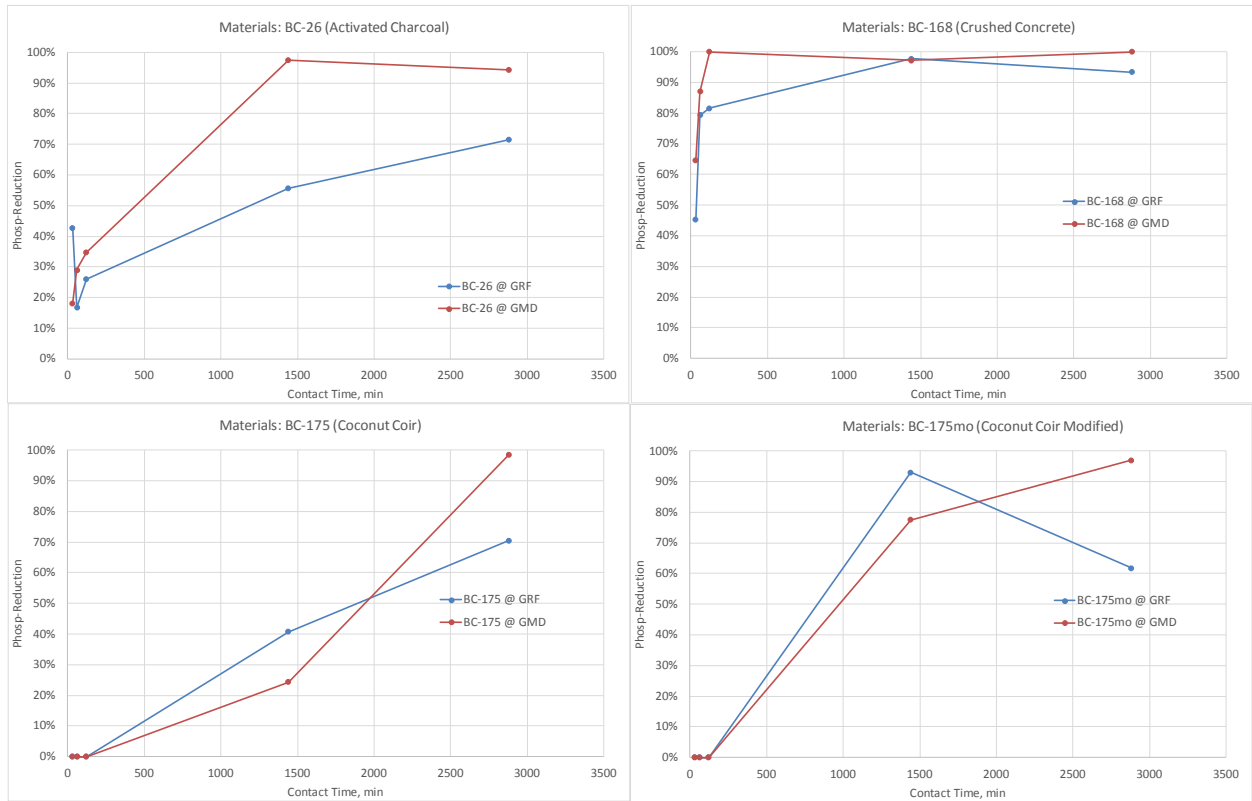 Materials: BC-26 (Activated Charcoal)
100%
90%
80%
70%
60%
50%
40%
30%
20%
10%
0%
Phosp-Reduction
BC-26 @ GRF
BC-26 @ GMD
0 500 1000 1500 2000 2500 3000 3500
Contact Time, min
Materials: BC-168 (Crushed Concrete)
100%
90%
80%
70%
60%
50%
40%
30%
20%
10%
0%
Phosp-Reduction
BC-168 @ GRF
BC-168 @ GMD
0 500 1000 1500 2000 2500 3000 3500
Contact Time, min
Materials: BC-175 (Coconut Coir)
100%
90%
80%
70%
60%
50%
40%
30%
20%
10%
0%
Phosp-Reduction
BC-175 @ GRF
BC-175 @ GMD
0 500 1000 1500 2000 2500 3000 3500
Contact Time, min
Materials: BC-175mo (Coconut Coir Modified)
100%
90%
80%
70%
60%
50%
40%
30%
20%
10%
0%
Phosp-Reduction
BC-175mo @ GRF
BC-175mo @ GMD
0 500 1000 1500 2000 2500 3000 3500
Contact Time, min